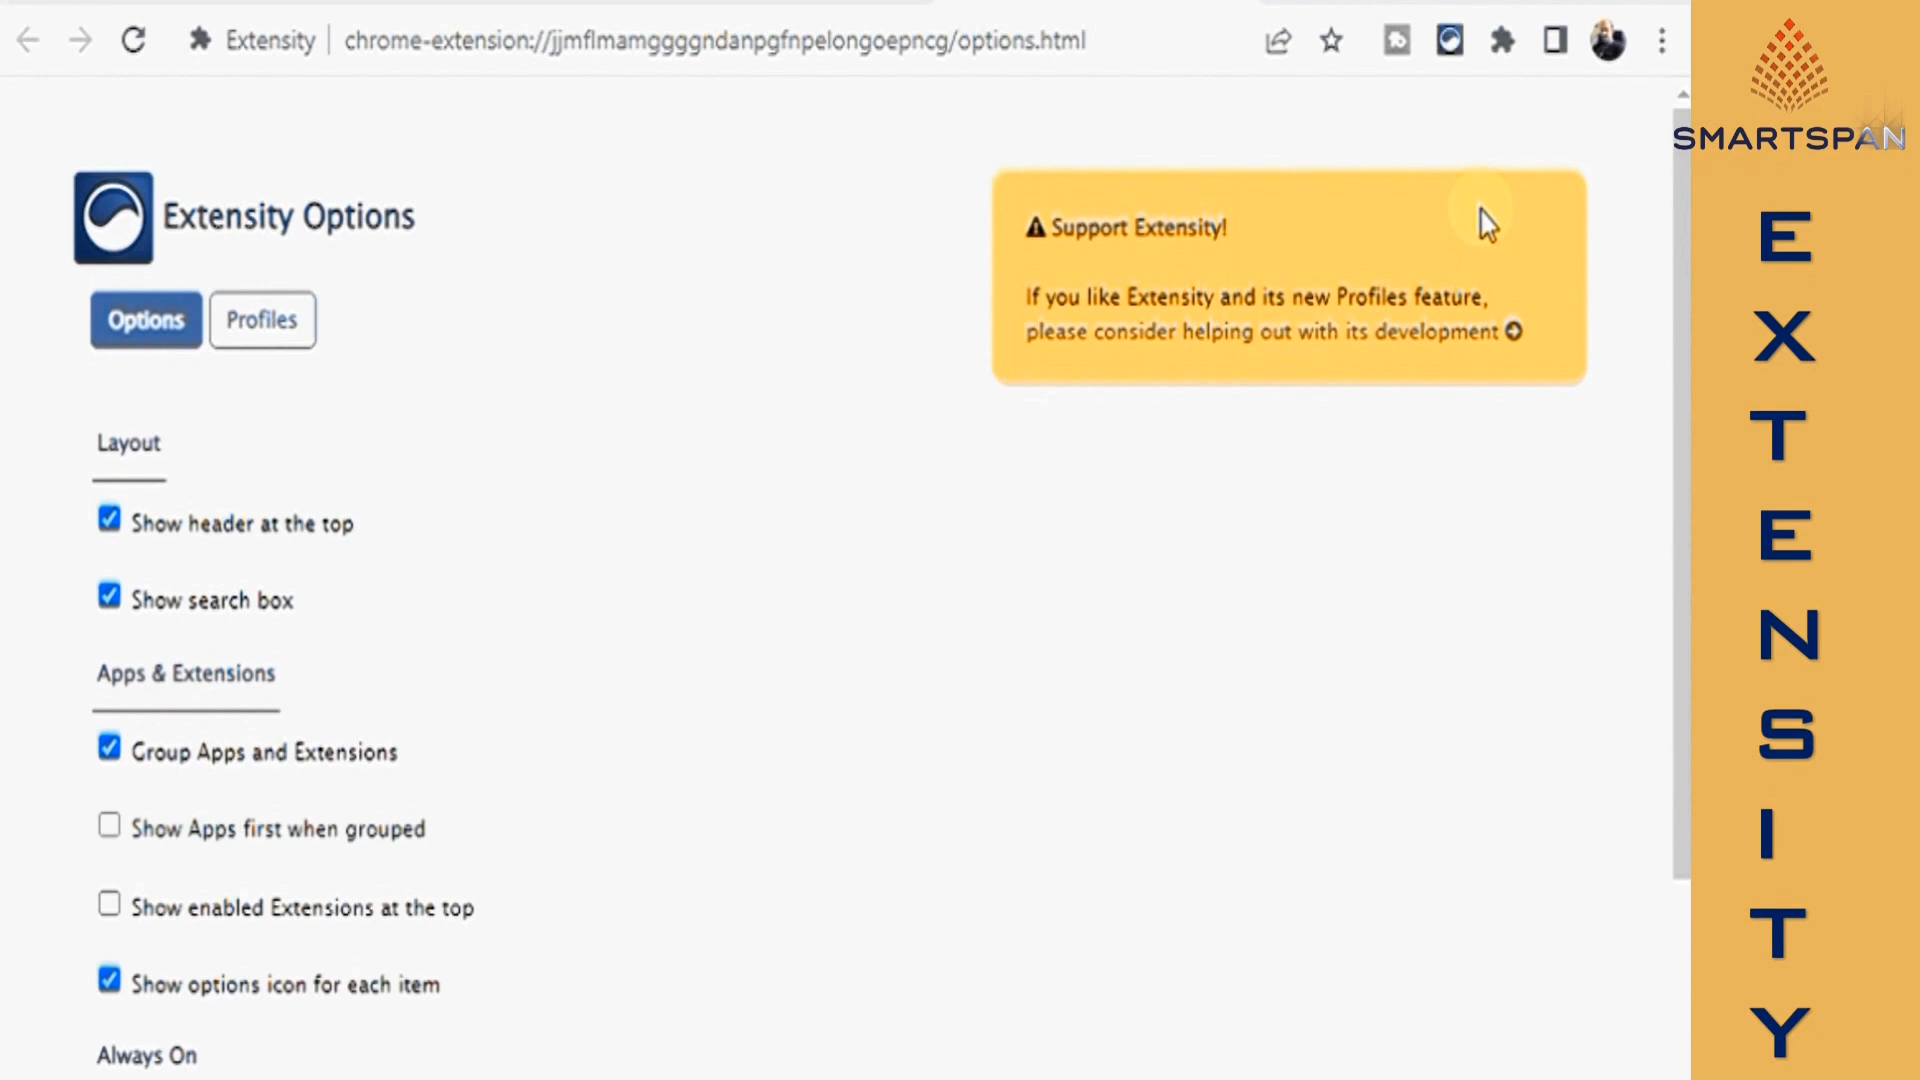 Extensity
chrome-extension://jjmflmamggggndanpgfnpelongoepncg/options.html
SMARTSPAN
Extensity Options
Options
Profiles
Support Extensity!
If you like Extensity and its new Profiles feature,
please consider helping out with its development
Layout
Show header at the top
Show search box
Apps & Extensions
Group Apps and Extensions
Show Apps first when grouped
Show enabled Extensions at the top
Show options icon for each item
Always On
E
X
T
E
N
S
I
T
Y